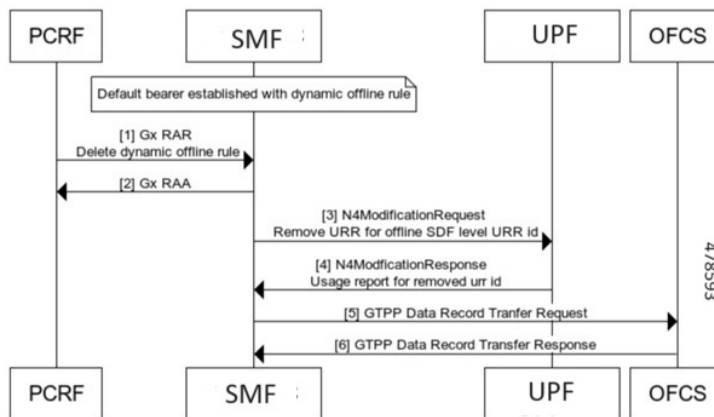 PCRF
SMF
UPF
OFCS
Default bearer established with dynamic offline rule
[1] Gx RAR
Delete dynamic offline rule
[2] Gx RAA
[3] N4ModificationRequest
Remove URR for offline SDF level URR id
[4] N4ModficationResponse
Usage report for removed urr id
[5] GTPP Data Record Tranfer Request
[6] GTPP Data Record Transfer Response
PCRF
SMF
UPF
OFCS
478593